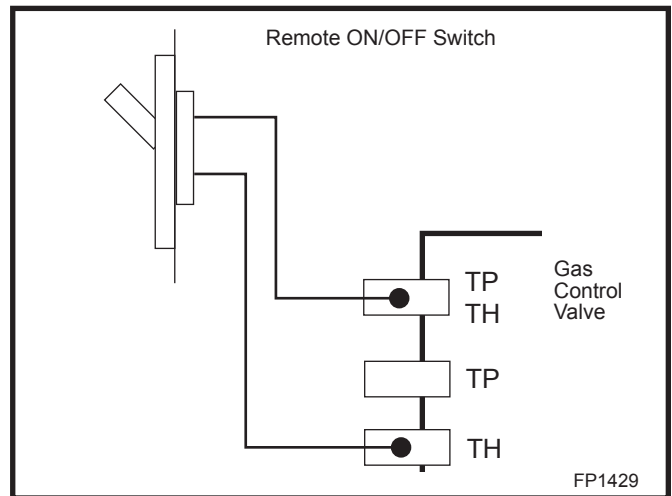 Remote ON/OFF Switch
TP
TH
Gas
Control
Valve
TP
TH
FP1429